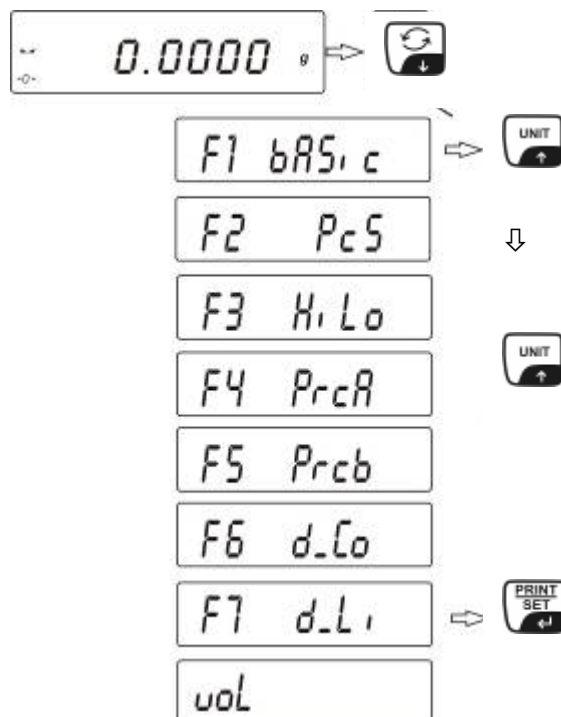 -0-
0.0000 g
F1 bASic
UNIT
F2 PcS
F3 HiLo
UNIT
F4 PrcA
F5 Prcb
F6 d_Co
F7 d_Li
PRINT
SET
voL